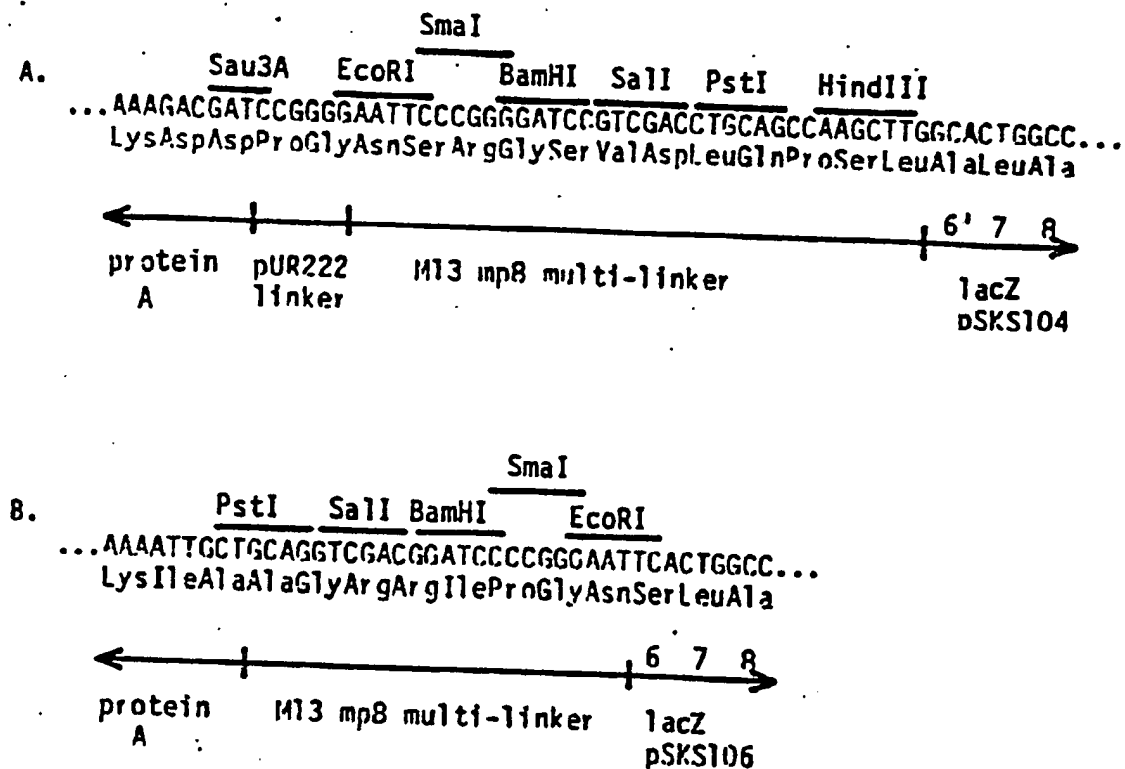 SmaI
A. Sau3A EcoRI BamHI SalI PstI HindIII
...AAAGACGATCCGGGGAATTCCCGGGGATCCGTCGACCTGCAGCCAAGCTTGGCACTGGCC...
LysAspAspProGlyAsnSerArgGlySerValAspLeuGlnProSerLeuAlaLeuAla
6' 7 8
protein pUR222 M13 mp8 multi-linker lacZ
A linker pSKS104
SmaI
B. PstI SalI BamHI EcoRI
...AAAATTGCTGCAGGTCGACGGATCCCCGGGAATTCACTGGCC...
LysIleAlaAlaGlyArgArgIleProGlyAsnSerLeuAla
6 7 8
protein M13 mp8 multi-linker lacZ
A pSKS106